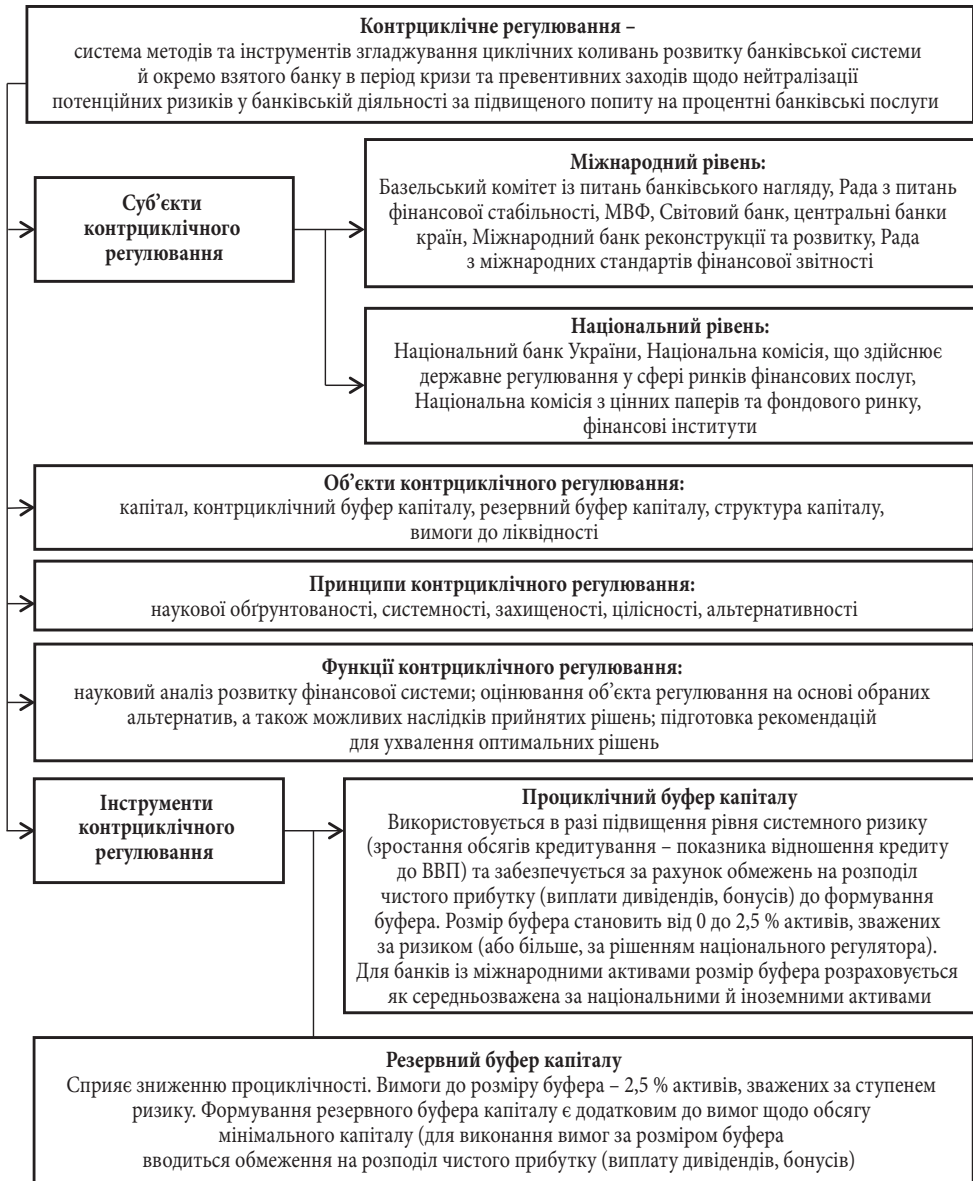 Контрциклічне регулювання –
система методів та інструментів згладжування циклічних коливань розвитку банківської системи
й окремо взятого банку в період кризи та превентивних заходів щодо нейтралізації
потенційних ризиків у банківській діяльності за підвищеного попиту на процентні банківські послуги
Суб’єкти
контрциклічного
регулювання
Міжнародний рівень:
Базельський комітет із питань банківського нагляду, Рада з питань
фінансової стабільності, МВФ, Світовий банк, центральні банки
країн, Міжнародний банк реконструкції та розвитку, Рада
з міжнародних стандартів фінансової звітності
Національний рівень:
Національний банк України, Національна комісія, що здійснює
державне регулювання у сфері ринків фінансових послуг,
Національна комісія з цінних паперів та фондового ринку,
фінансові інститути
Об’єкти контрциклічного регулювання:
капітал, контрциклічний буфер капіталу, резервний буфер капіталу, структура капіталу,
вимоги до ліквідності
Принципи контрциклічного регулювання:
наукової обґрунтованості, системності, захищеності, цілісності, альтернативності
Функції контрциклічного регулювання:
науковий аналіз розвитку фінансової системи; оцінювання об’єкта регулювання на основі обраних
альтернатив, а також можливих наслідків прийнятих рішень; підготовка рекомендацій
для ухвалення оптимальних рішень
Інструменти
контрциклічного
регулювання
Проциклічний буфер капіталу
Використовується в разі підвищення рівня системного ризику
(зростання обсягів кредитування – показника відношення кредиту
до ВВП) та забезпечується за рахунок обмежень на розподіл
чистого прибутку (виплати дивідендів, бонусів) до формування
буфера. Розмір буфера становить від 0 до 2,5 % активів, зважених
за ризиком (або більше, за рішенням національного регулятора).
Для банків із міжнародними активами розмір буфера розраховується
як середньозважена за національними й іноземними активами
Резервний буфер капіталу
Сприяє зниженню проциклічності. Вимоги до розміру буфера – 2,5 % активів, зважених за ступенем
ризику. Формування резервного буфера капіталу є додатковим до вимог щодо обсягу
мінімального капіталу (для виконання вимог за розміром буфера
вводиться обмеження на розподіл чистого прибутку (виплату дивідендів, бонусів)